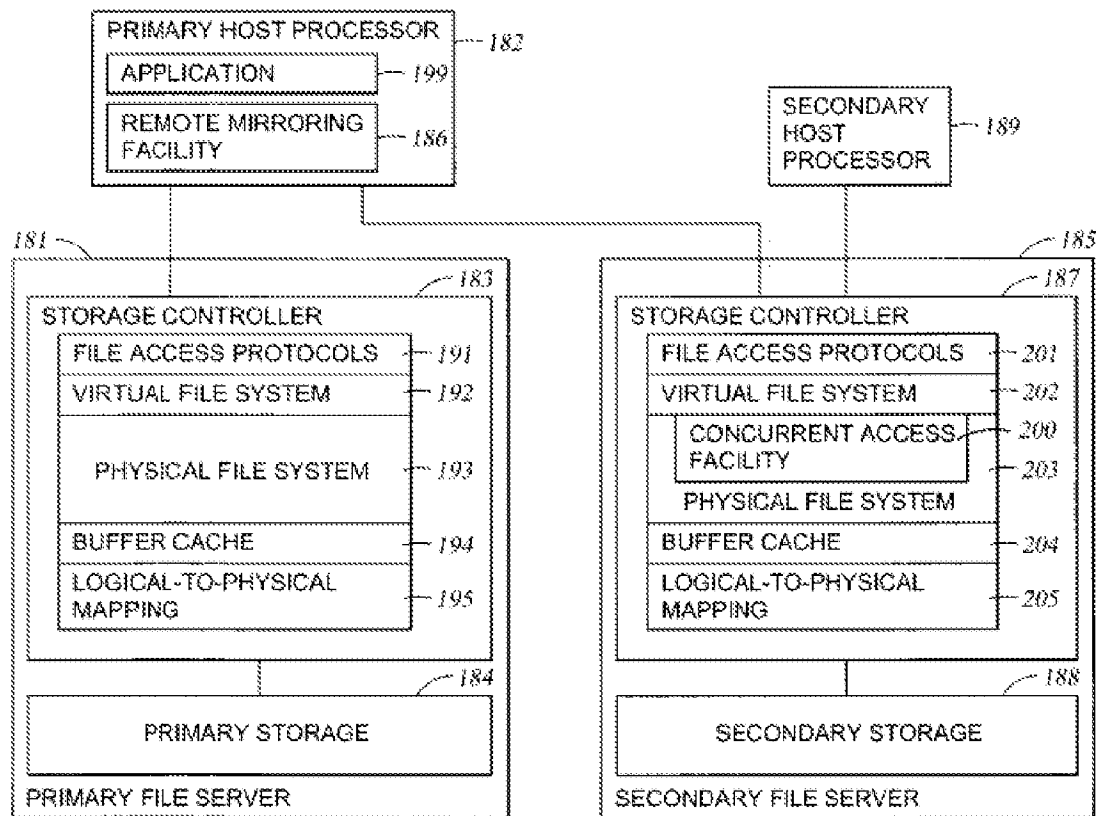 PRIMARY HOST PROCESSOR
182
APPLICATION
199
REMOTE MIRRORING
FACILITY
186
SECONDARY
HOST
PROCESSOR
189
181
183
STORAGE CONTROLLER
FILE ACCESS PROTOCOLS
191
VIRTUAL FILE SYSTEM
192
PHYSICAL FILE SYSTEM
193
BUFFER CACHE
194
LOGICAL-TO-PHYSICAL
MAPPING
195
184
PRIMARY STORAGE
PRIMARY FILE SERVER
185
187
STORAGE CONTROLLER
FILE ACCESS PROTOCOLS
201
VIRTUAL FILE SYSTEM
202
CONCURRENT ACCESS
FACILITY
200
203
PHYSICAL FILE SYSTEM
BUFFER CACHE
204
LOGICAL-TO-PHYSICAL
MAPPING
205
188
SECONDARY STORAGE
SECONDARY FILE SERVER